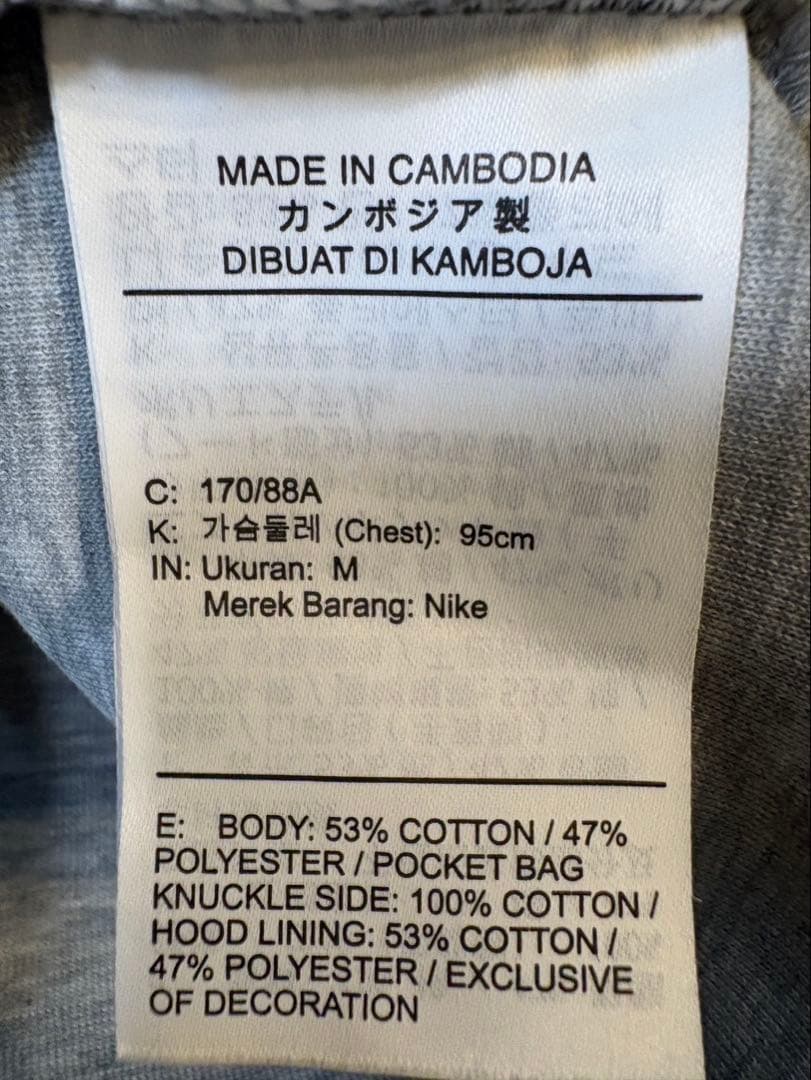 MADE IN CAMBODIA
カンボジア製
DIBUAT DI KAMBOJA
C: 170/88A
K: 가슴둘레 (Chest): 95cm
IN: Ukuran: M
Merek Barang: Nike
E: BODY: 53% COTTON / 47%
POLYESTER / POCKET BAG
KNUCKLE SIDE: 100% COTTON /
HOOD LINING: 53% COTTON /
47% POLYESTER / EXCLUSIVE
OF DECORATION